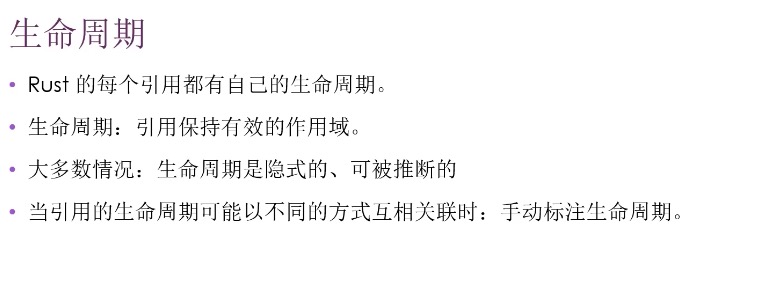 生命周期
• Rust 的每个引用都有自己的生命周期。
• 生命周期：引用保持有效的作用域。
• 大多数情况：生命周期是隐式的、可被推断的
• 当引用的生命周期可能以不同的方式互相关联时：手动标注生命周期。